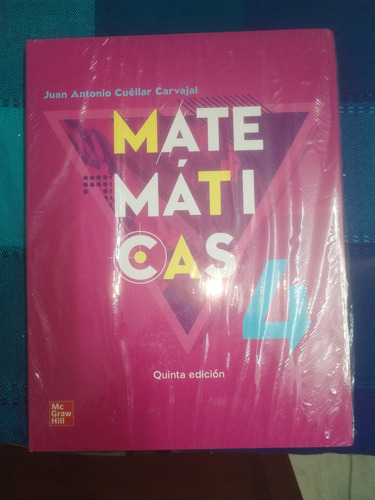 Juan Antonio Cuéllar Carvajal
MATE
MÁTI
CAS
4
Quinta edición
Mc
Graw
Hill